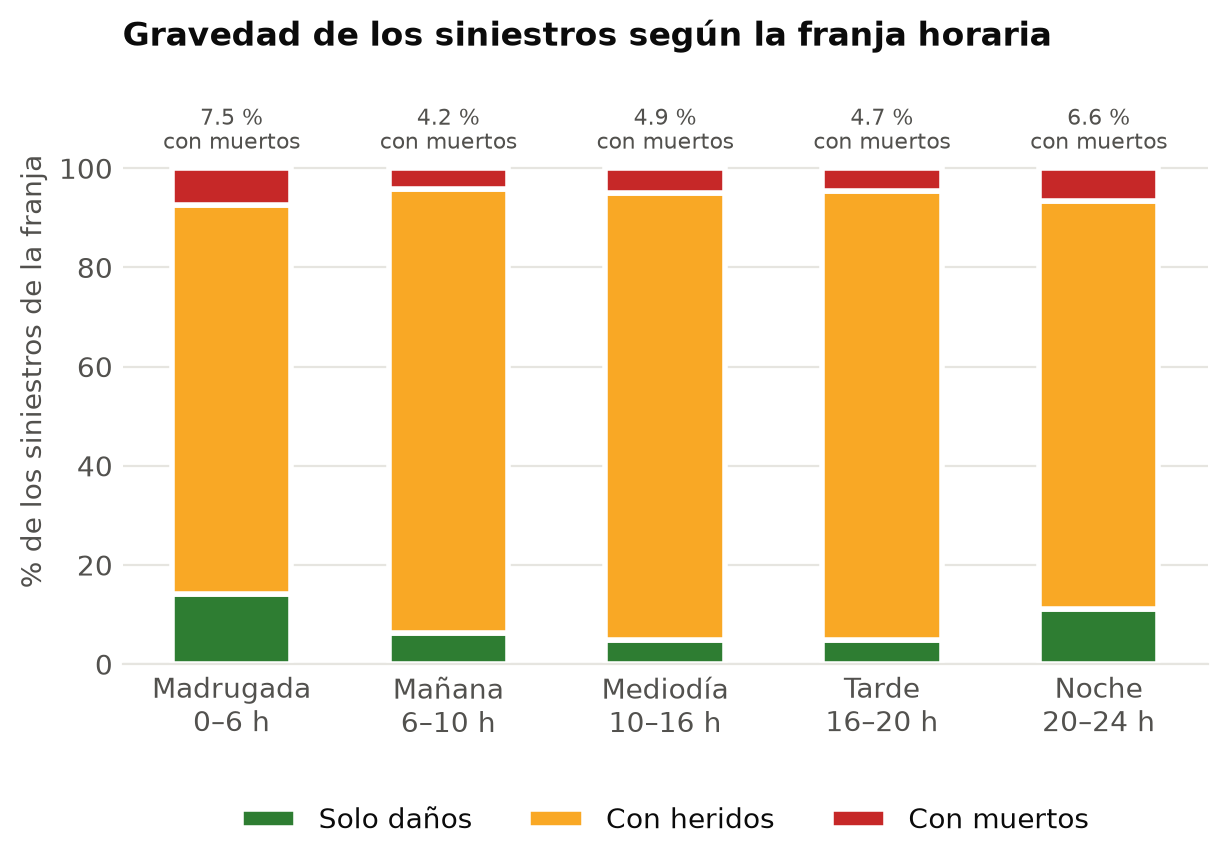 Gravedad de los siniestros según la franja horaria
7.5 %
con muertos
4.2 %
con muertos
4.9 %
con muertos
4.7 %
con muertos
6.6 %
con muertos
% de los siniestros de la franja
100
80
60
40
20
0
Madrugada
0–6 h
Mañana
6–10 h
Mediodía
10–16 h
Tarde
16–20 h
Noche
20–24 h
Solo daños
Con heridos
Con muertos